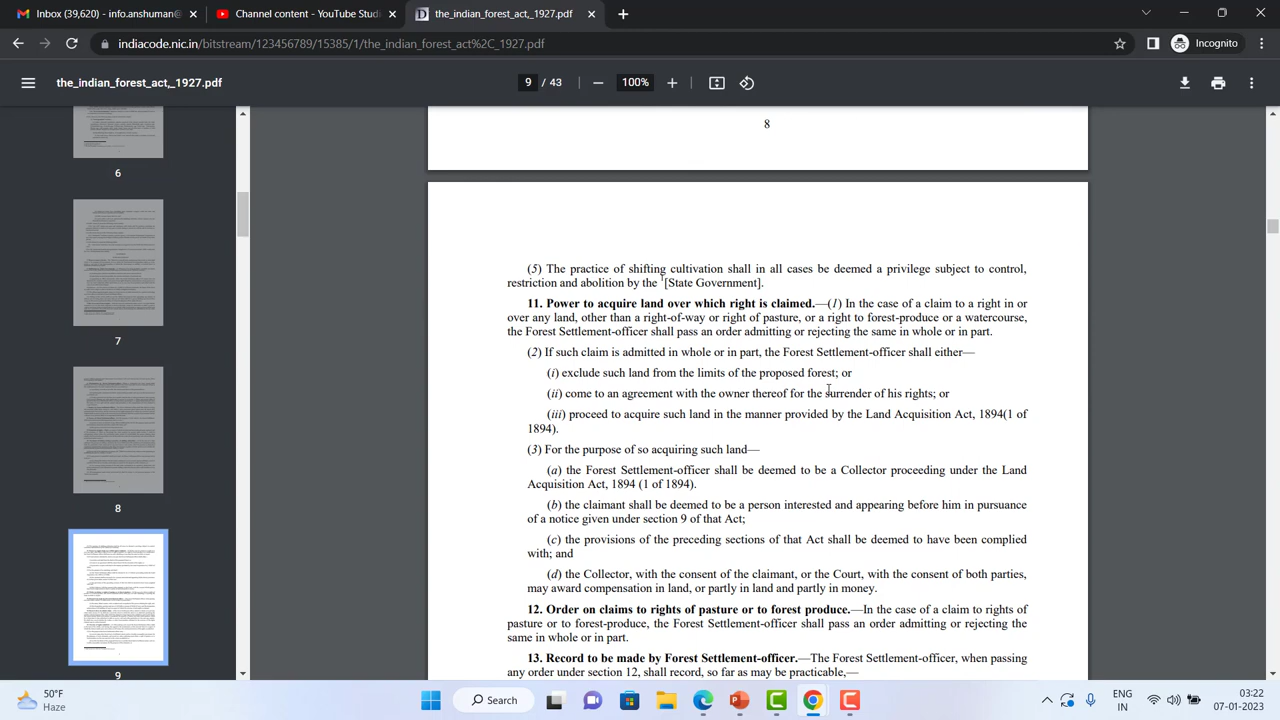 Inbox (39,620) - info.anshuman@
Channel content - YouTube Studi
the_indian_forest_act,_1927.pdf
indiacode.nic.in/bitstream/123456789/15385/1/the_indian_forest_act%2C_1927.pdf
Incognito
the_indian_forest_act,_1927.pdf
9 / 43
100%
6
7
8
9
8
(5) The practice of shifting cultivation shall in all cases be deemed a privilege subject to control,
restriction and abolition by the 1[State Government].
11. Power to acquire land over which right is claimed.—(1) In the case of a claim to a right in or
over any land, other than a right-of-way or right of pasture, or a right to forest-produce or a watercourse,
the Forest Settlement-officer shall pass an order admitting or rejecting the same in whole or in part.
(2) If such claim is admitted in whole or in part, the Forest Settlement-officer shall either—
(i) exclude such land from the limits of the proposed forest; or
(ii) come to an agreement with the owner thereof for the surrender of his rights; or
(iii) proceed to acquire such land in the manner provided by the Land Acquisition Act, 1894(1 of
1894).
(3) For the purpose of so acquiring such land—
(a) the Forest Settlement-officer shall be deemed to be a Collector proceeding under the Land
Acquisition Act, 1894 (1 of 1894).
(b) the claimant shall be deemed to be a person interested and appearing before him in pursuance
of a notice given under section 9 of that Act;
(c) the provisions of the preceding sections of that Act shall be deemed to have been complied
with; and
(d) the Collector, with the consent of the claimant, or the Court, with the consent of both parties,
may award compensation in land, or partly in land and partly in money.
12. Order on claims to rights of pasture or to forest produce.—In the case of a claim to rights of
pasture or to forest-produce, the Forest Settlement-officer shall pass an order admitting or rejecting the
same in whole or in part.
13. Record to be made by Forest Settlement-officer.—The Forest Settlement-officer, when passing
any order under section 12, shall record, so far as may be practicable,—
50°F
Haze
Search
ENG
IN
03:22
07-01-2023